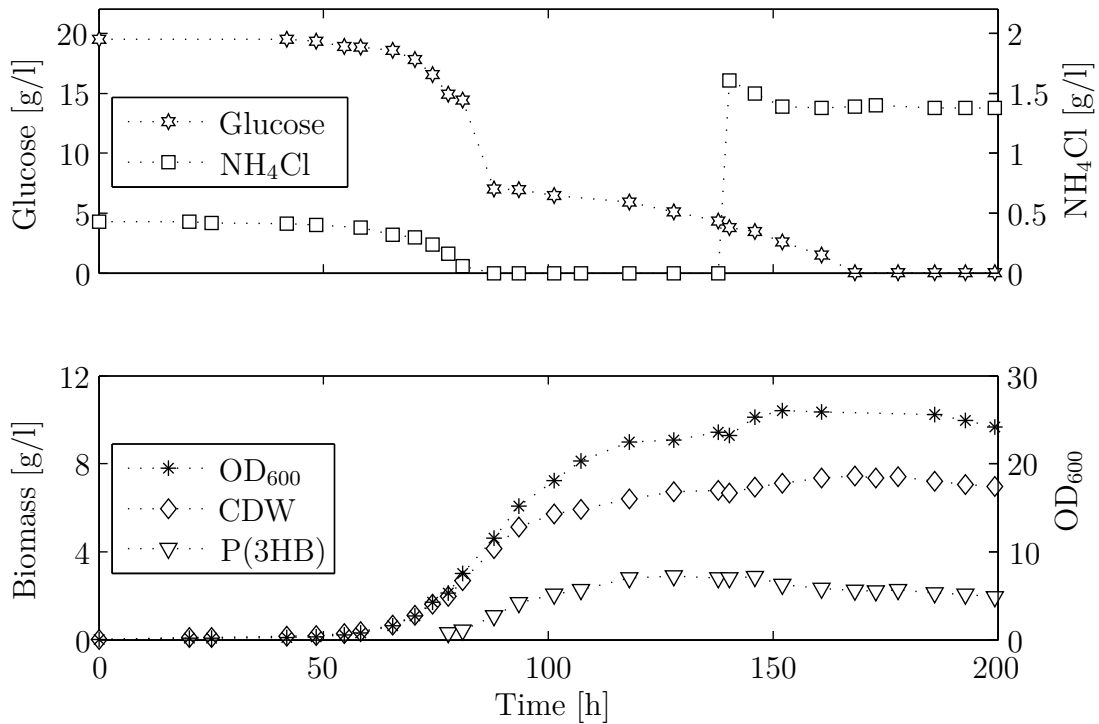 20
15
10
5
0
Glucose [g/l]
2
1.5
1
0.5
0
NH₄Cl [g/l]
Glucose
NH₄Cl
12
8
4
0
Biomass [g/l]
30
20
10
0
OD₆₀₀
OD₆₀₀
CDW
P(3HB)
0
50
100
150
200
Time [h]